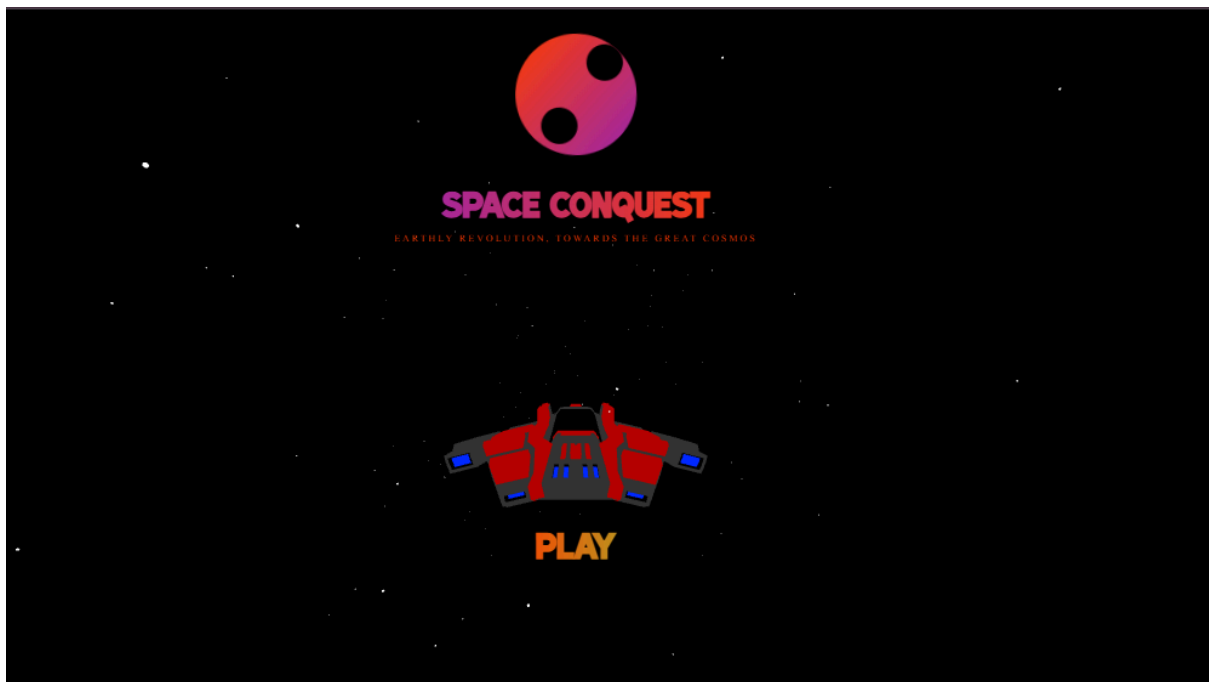 SPACE CONQUEST
EARTHLY REVOLUTION, TOWARDS THE GREAT COSMOS
PLAY